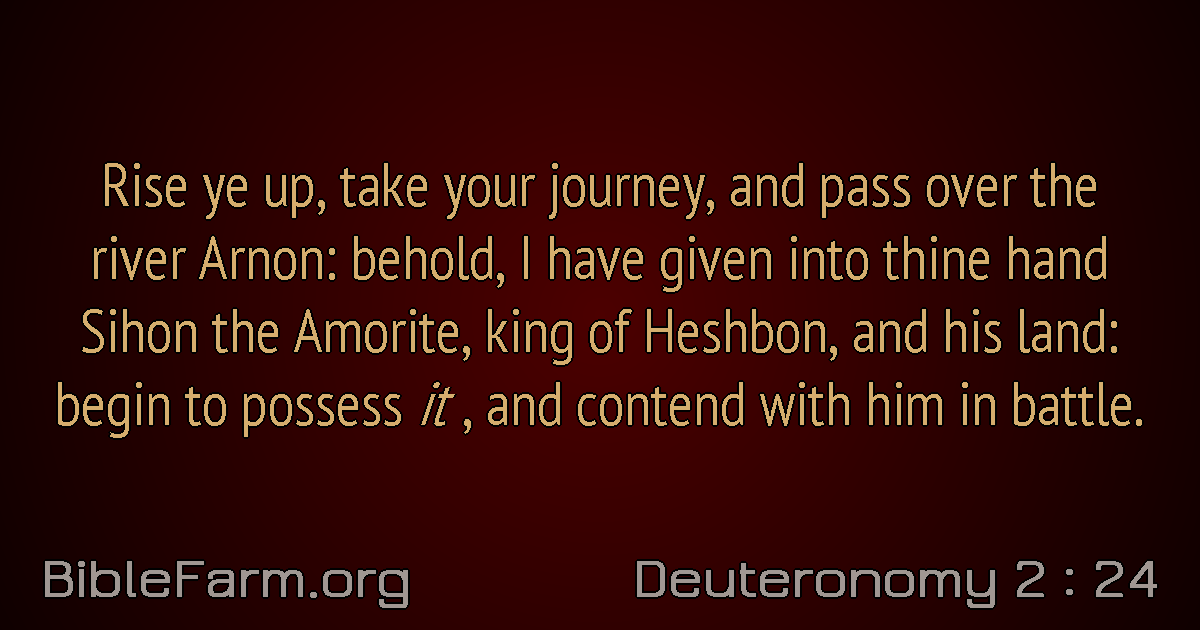 Rise ye up, take your journey, and pass over the
river Arnon: behold, I have given into thine hand
Sihon the Amorite, king of Heshbon, and his land:
begin to possess it , and contend with him in battle.
BibleFarm.org
Deuteronomy 2 : 24